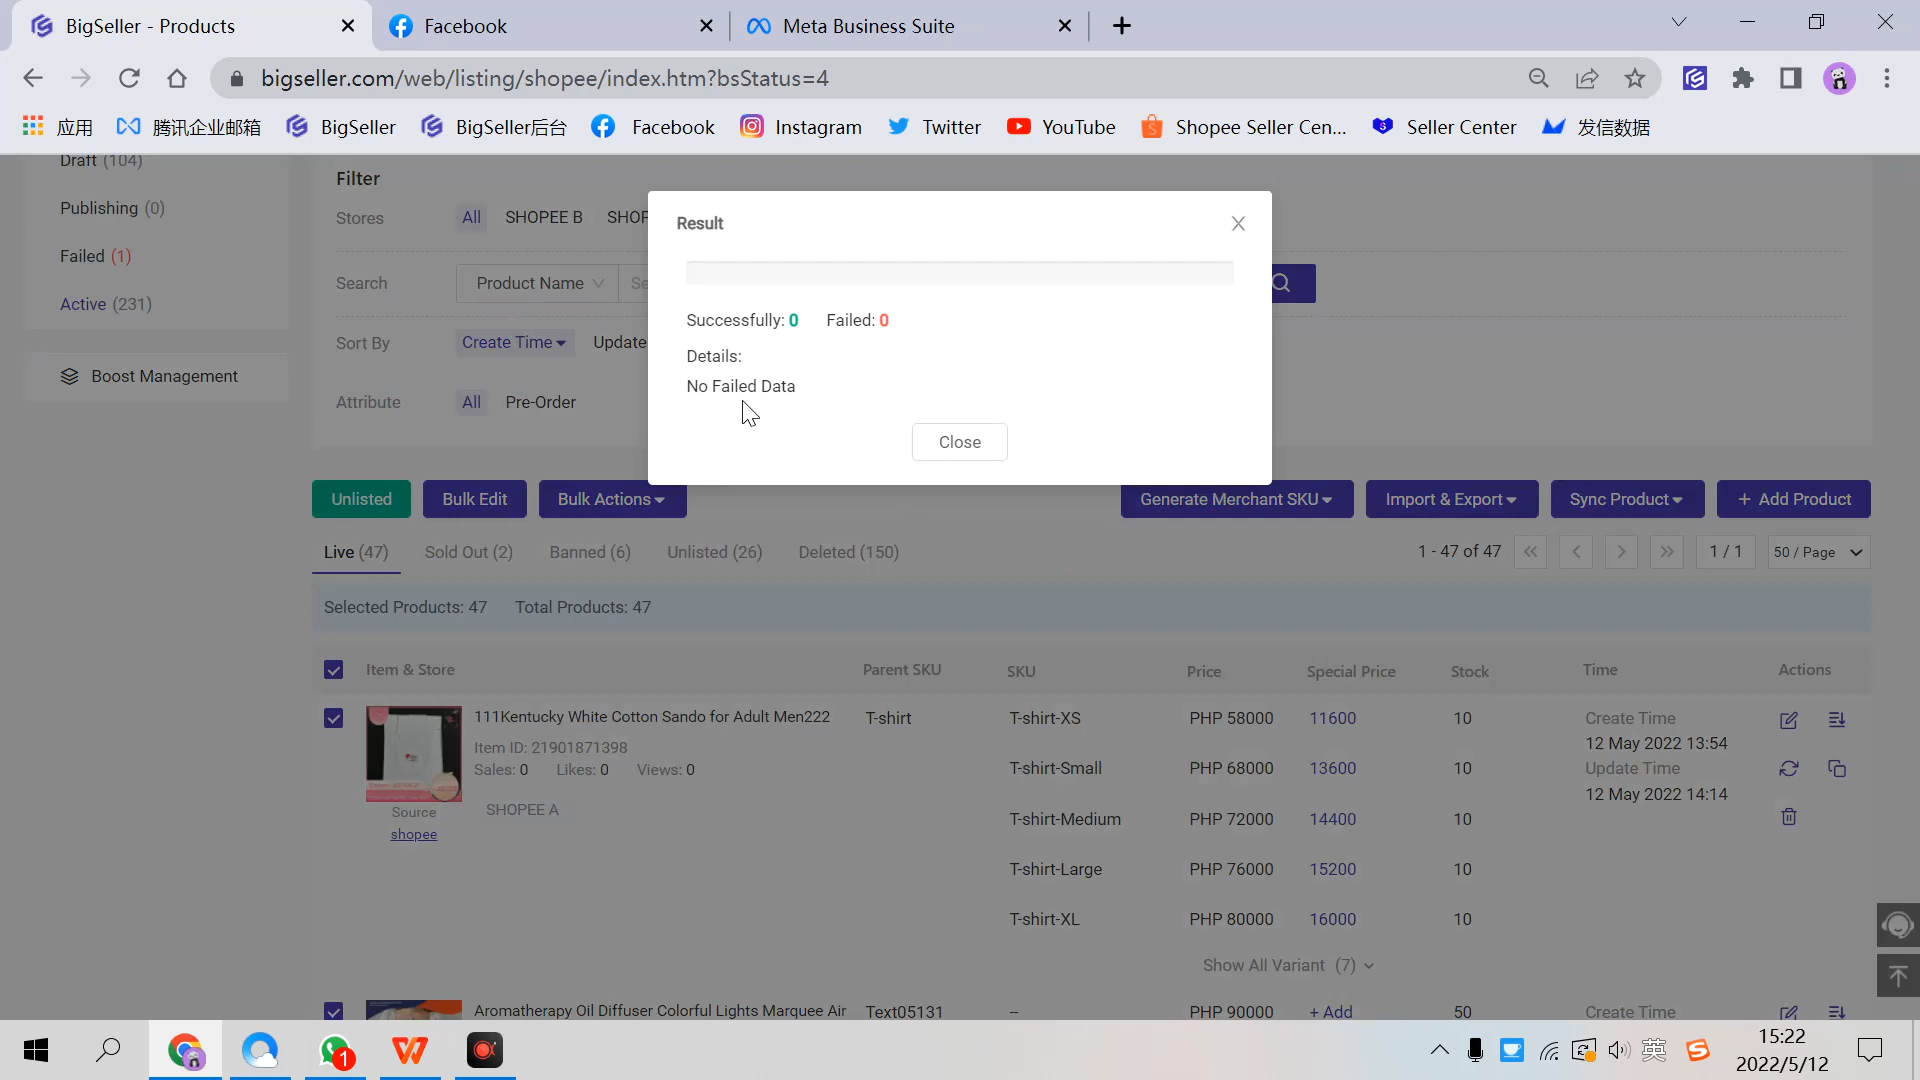 BigSeller - Products
Facebook
Meta Business Suite
bigseller.com/web/listing/shopee/index.htm?bsStatus=4
应用
腾讯企业邮箱
BigSeller
BigSeller后台
Facebook
Instagram
Twitter
YouTube
Shopee Seller Cen...
Seller Center
发信数据
Draft (104)
Publishing (0)
Failed (1)
Active (231)
Boost Management
Filter
Stores All SHOPEE B SHOP
Search Product Name Se
Sort By Create Time Update
Attribute All Pre-Order
Result
Successfully: 0 Failed: 0
Details:
No Failed Data
Close
Unlisted Bulk Edit Bulk Actions Generate Merchant SKU Import & Export Sync Product + Add Product
Live (47) Sold Out (2) Banned (6) Unlisted (26) Deleted (150) 1 - 47 of 47 1 / 1 50 / Page
Selected Products: 47 Total Products: 47
Item & Store Parent SKU SKU Price Special Price Stock Time Actions
111Kentucky White Cotton Sando for Adult Men222
Item ID: 21901871398
Sales: 0 Likes: 0 Views: 0
SHOPEE A
Source
shopee
T-shirt
T-shirt-XS PHP 58000 11600 10
T-shirt-Small PHP 68000 13600 10
T-shirt-Medium PHP 72000 14400 10
T-shirt-Large PHP 76000 15200 10
T-shirt-XL PHP 80000 16000 10
Show All Variant (7)
Create Time
12 May 2022 13:54
Update Time
12 May 2022 14:14
Aromatherapy Oil Diffuser Colorful Lights Marquee Air Text05131 -- PHP 90000 + Add 50 Create Time
1
英
15:22
2022/5/12